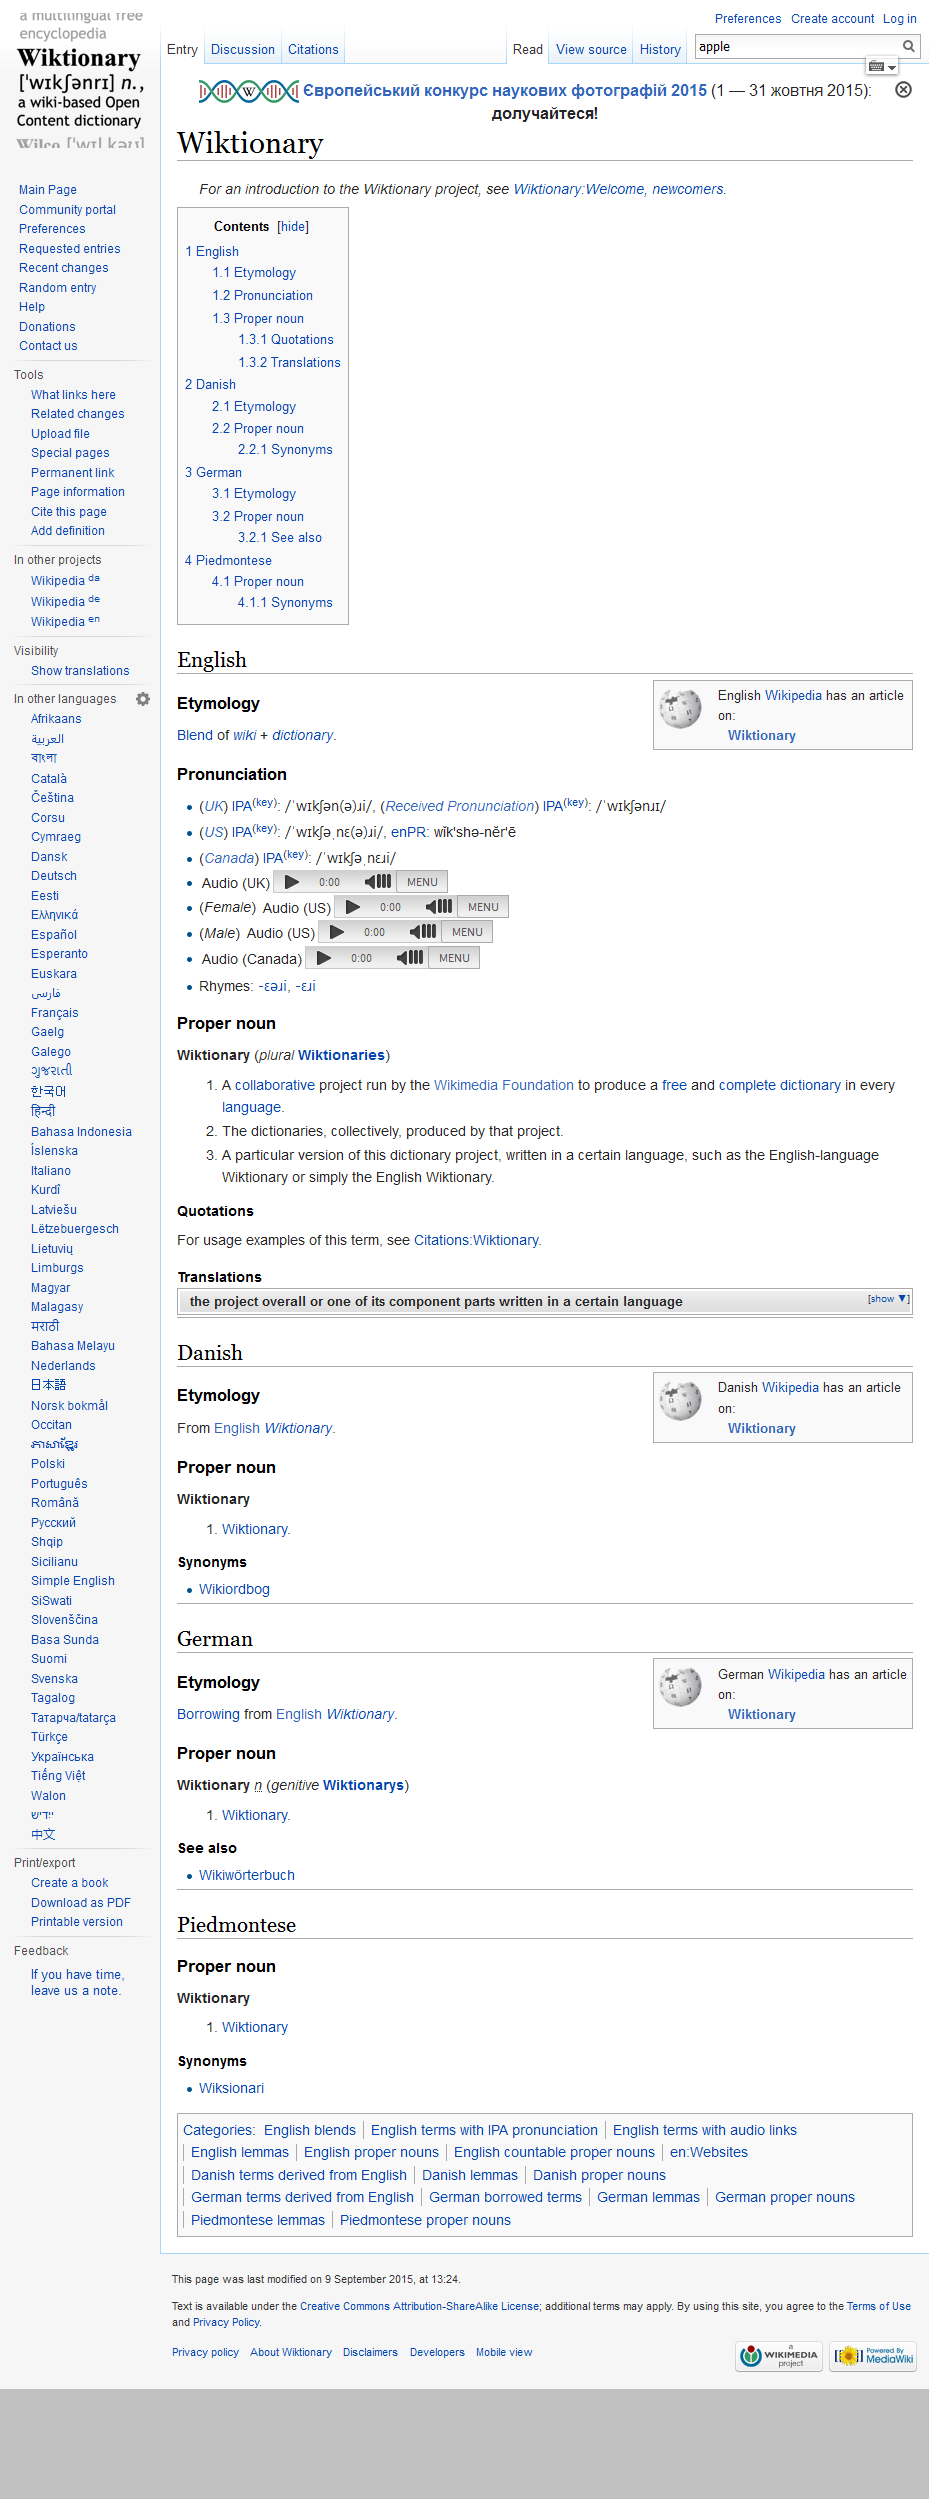 a multilingual free
encyclopedia
Wiktionary
['wɪkʃənrɪ] n.,
a wiki-based Open
Content dictionary
Wilco ['wɪl kəʊ]
Preferences Create account Log in
Entry Discussion Citations Read View source History apple
Європейський конкурс наукових фотографій 2015 (1 — 31 жовтня 2015):
долучайтеся!
Wiktionary
For an introduction to the Wiktionary project, see Wiktionary:Welcome, newcomers.
Contents [hide]
1 English
1.1 Etymology
1.2 Pronunciation
1.3 Proper noun
1.3.1 Quotations
1.3.2 Translations
2 Danish
2.1 Etymology
2.2 Proper noun
2.2.1 Synonyms
3 German
3.1 Etymology
3.2 Proper noun
3.2.1 See also
4 Piedmontese
4.1 Proper noun
4.1.1 Synonyms
Main Page
Community portal
Preferences
Requested entries
Recent changes
Random entry
Help
Donations
Contact us
Tools
What links here
Related changes
Upload file
Special pages
Permanent link
Page information
Cite this page
Add definition
In other projects
Wikipedia da
Wikipedia de
Wikipedia en
Visibility
Show translations
In other languages
Afrikaans
العربية
বাংলা
Català
Čeština
Corsu
Cymraeg
Dansk
Deutsch
Eesti
Ελληνικά
Español
Esperanto
Euskara
فارسی
Français
Gaelg
Galego
ગુજરાતી
한국어
हिन्दी
Bahasa Indonesia
Íslenska
Italiano
Kurdî
Latviešu
Lëtzebuergesch
Lietuvių
Limburgs
Magyar
Malagasy
मराठी
Bahasa Melayu
Nederlands
日本語
Norsk bokmål
Occitan
ភាសាខ្មែរ
Polski
Português
Română
Русский
Shqip
Sicilianu
Simple English
SiSwati
Slovenščina
Basa Sunda
Suomi
Svenska
Tagalog
Татарча/tatarça
Türkçe
Українська
Tiếng Việt
Walon
ייִדיש
中文
Print/export
Create a book
Download as PDF
Printable version
Feedback
If you have time,
leave us a note.
English
Etymology
English Wikipedia has an article
on:
Wiktionary
Blend of wiki + dictionary.
Pronunciation
(UK) IPA(key): /ˈwɪkʃən(ə)ɹi/, (Received Pronunciation) IPA(key): /ˈwɪkʃənɹɪ/
(US) IPA(key): /ˈwɪkʃəˌnɛ(ə)ɹi/, enPR: wĭk'shə-nĕr'ē
(Canada) IPA(key): /ˈwɪkʃəˌnɛɹi/
Audio (UK) 0:00 MENU
(Female) Audio (US) 0:00 MENU
(Male) Audio (US) 0:00 MENU
Audio (Canada) 0:00 MENU
Rhymes: -ɛəɹi, -ɛɹi
Proper noun
Wiktionary (plural Wiktionaries)
1. A collaborative project run by the Wikimedia Foundation to produce a free and complete dictionary in every
language.
2. The dictionaries, collectively, produced by that project.
3. A particular version of this dictionary project, written in a certain language, such as the English-language
Wiktionary or simply the English Wiktionary.
Quotations
For usage examples of this term, see Citations:Wiktionary.
Translations
the project overall or one of its component parts written in a certain language [show ▼]
Danish
Etymology
Danish Wikipedia has an article
on:
Wiktionary
From English Wiktionary.
Proper noun
Wiktionary
1. Wiktionary.
Synonyms
Wikiordbog
German
Etymology
German Wikipedia has an article
on:
Wiktionary
Borrowing from English Wiktionary.
Proper noun
Wiktionary n (genitive Wiktionarys)
1. Wiktionary.
See also
Wikiwörterbuch
Piedmontese
Proper noun
Wiktionary
1. Wiktionary
Synonyms
Wiksionari
Categories: English blends | English terms with IPA pronunciation | English terms with audio links
| English lemmas | English proper nouns | English countable proper nouns | en:Websites
| Danish terms derived from English | Danish lemmas | Danish proper nouns
| German terms derived from English | German borrowed terms | German lemmas | German proper nouns
| Piedmontese lemmas | Piedmontese proper nouns
This page was last modified on 9 September 2015, at 13:24.
Text is available under the Creative Commons Attribution-ShareAlike License; additional terms may apply. By using this site, you agree to the Terms of Use
and Privacy Policy.
Privacy policy About Wiktionary Disclaimers Developers Mobile view
a
WIKIMEDIA
project
Powered By
MediaWiki